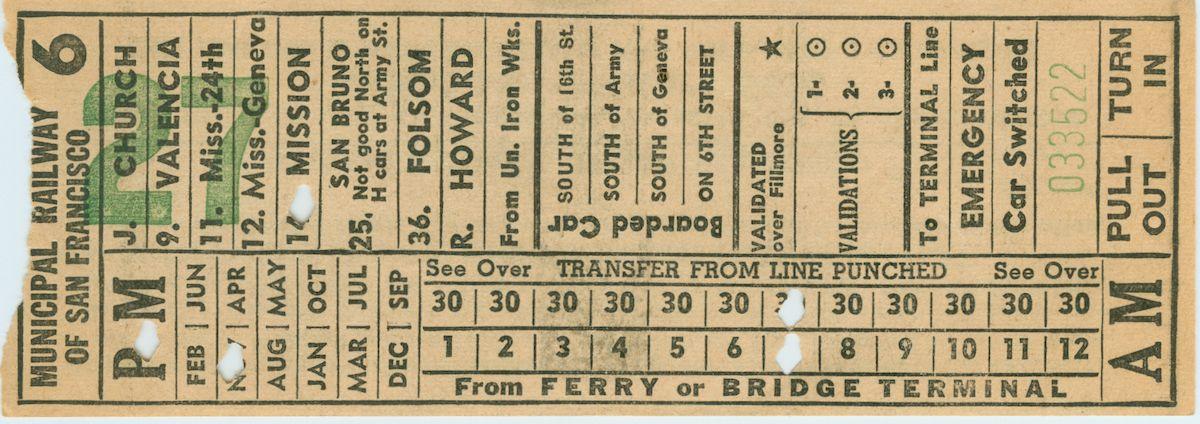 MUNICIPAL RAILWAY 6
OF SAN FRANCISCO
27
J. CHURCH
9. VALENCIA
11. Miss.-24th
12. Miss.-Geneva
14 MISSION
SAN BRUNO
25. Not good North on
H cars at Army St.
36. FOLSOM
R. HOWARD
From Un. Iron Wks.
Boarded Car
SOUTH of 16th St.
SOUTH of Army
SOUTH of Geneva
ON 6TH STREET
VALIDATED
over Fillmore
★
VALIDATIONS { 1-
2-
3-
To TERMINAL Line
EMERGENCY
Car Switched
033522
PULL OUT
TURN IN
PM
FEB JUN
APR
AUG MAY
JAN OCT
MAR JUL
DEC SEP
See Over TRANSFER FROM LINE PUNCHED See Over
30 30 30 30 30 30 30 30 30 30 30
1 2 3 4 5 6 8 9 10 11 12
From FERRY or BRIDGE TERMINAL
AM